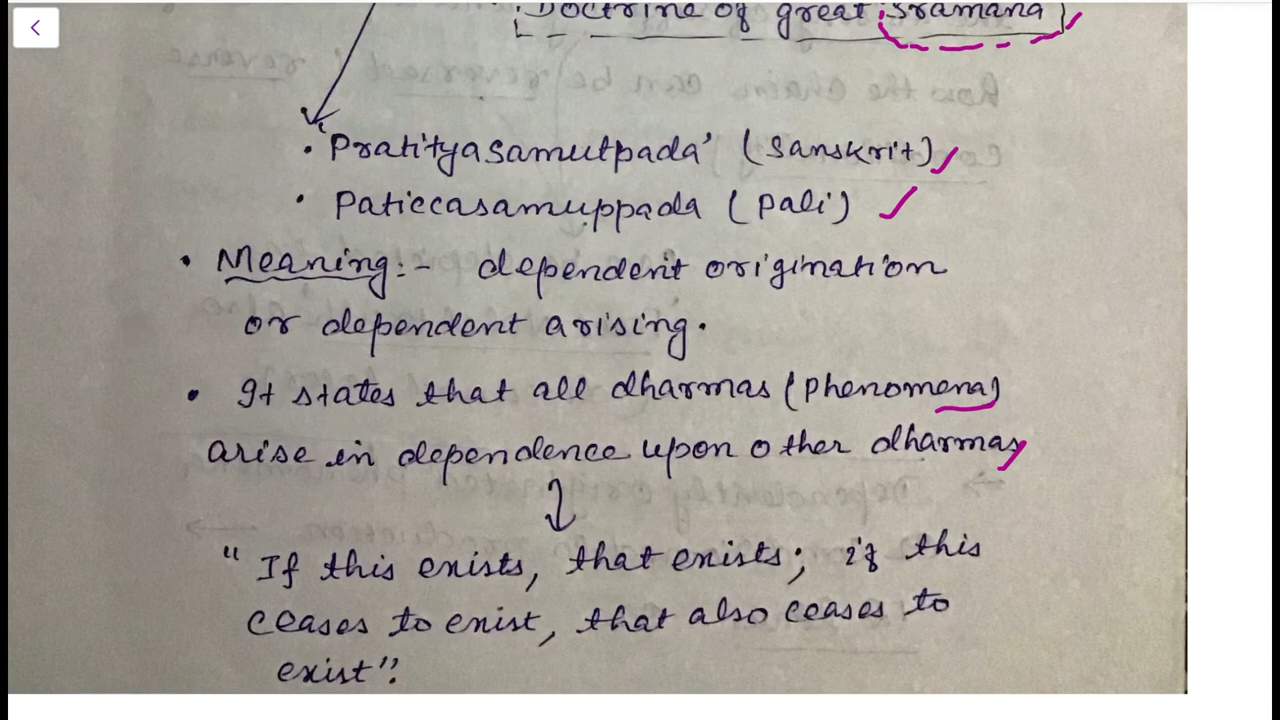 Doctrine of great Sramana
• 'Pratityasamutpada' (Sanskrit)
• Paticcasamuppada (Pali)
• Meaning:- dependent origination
or dependent arising.
• It states that all dharmas (phenomena)
arise in dependence upon other dharmas
"If this exists, that exists; if this
ceases to exist, that also ceases to
exist".